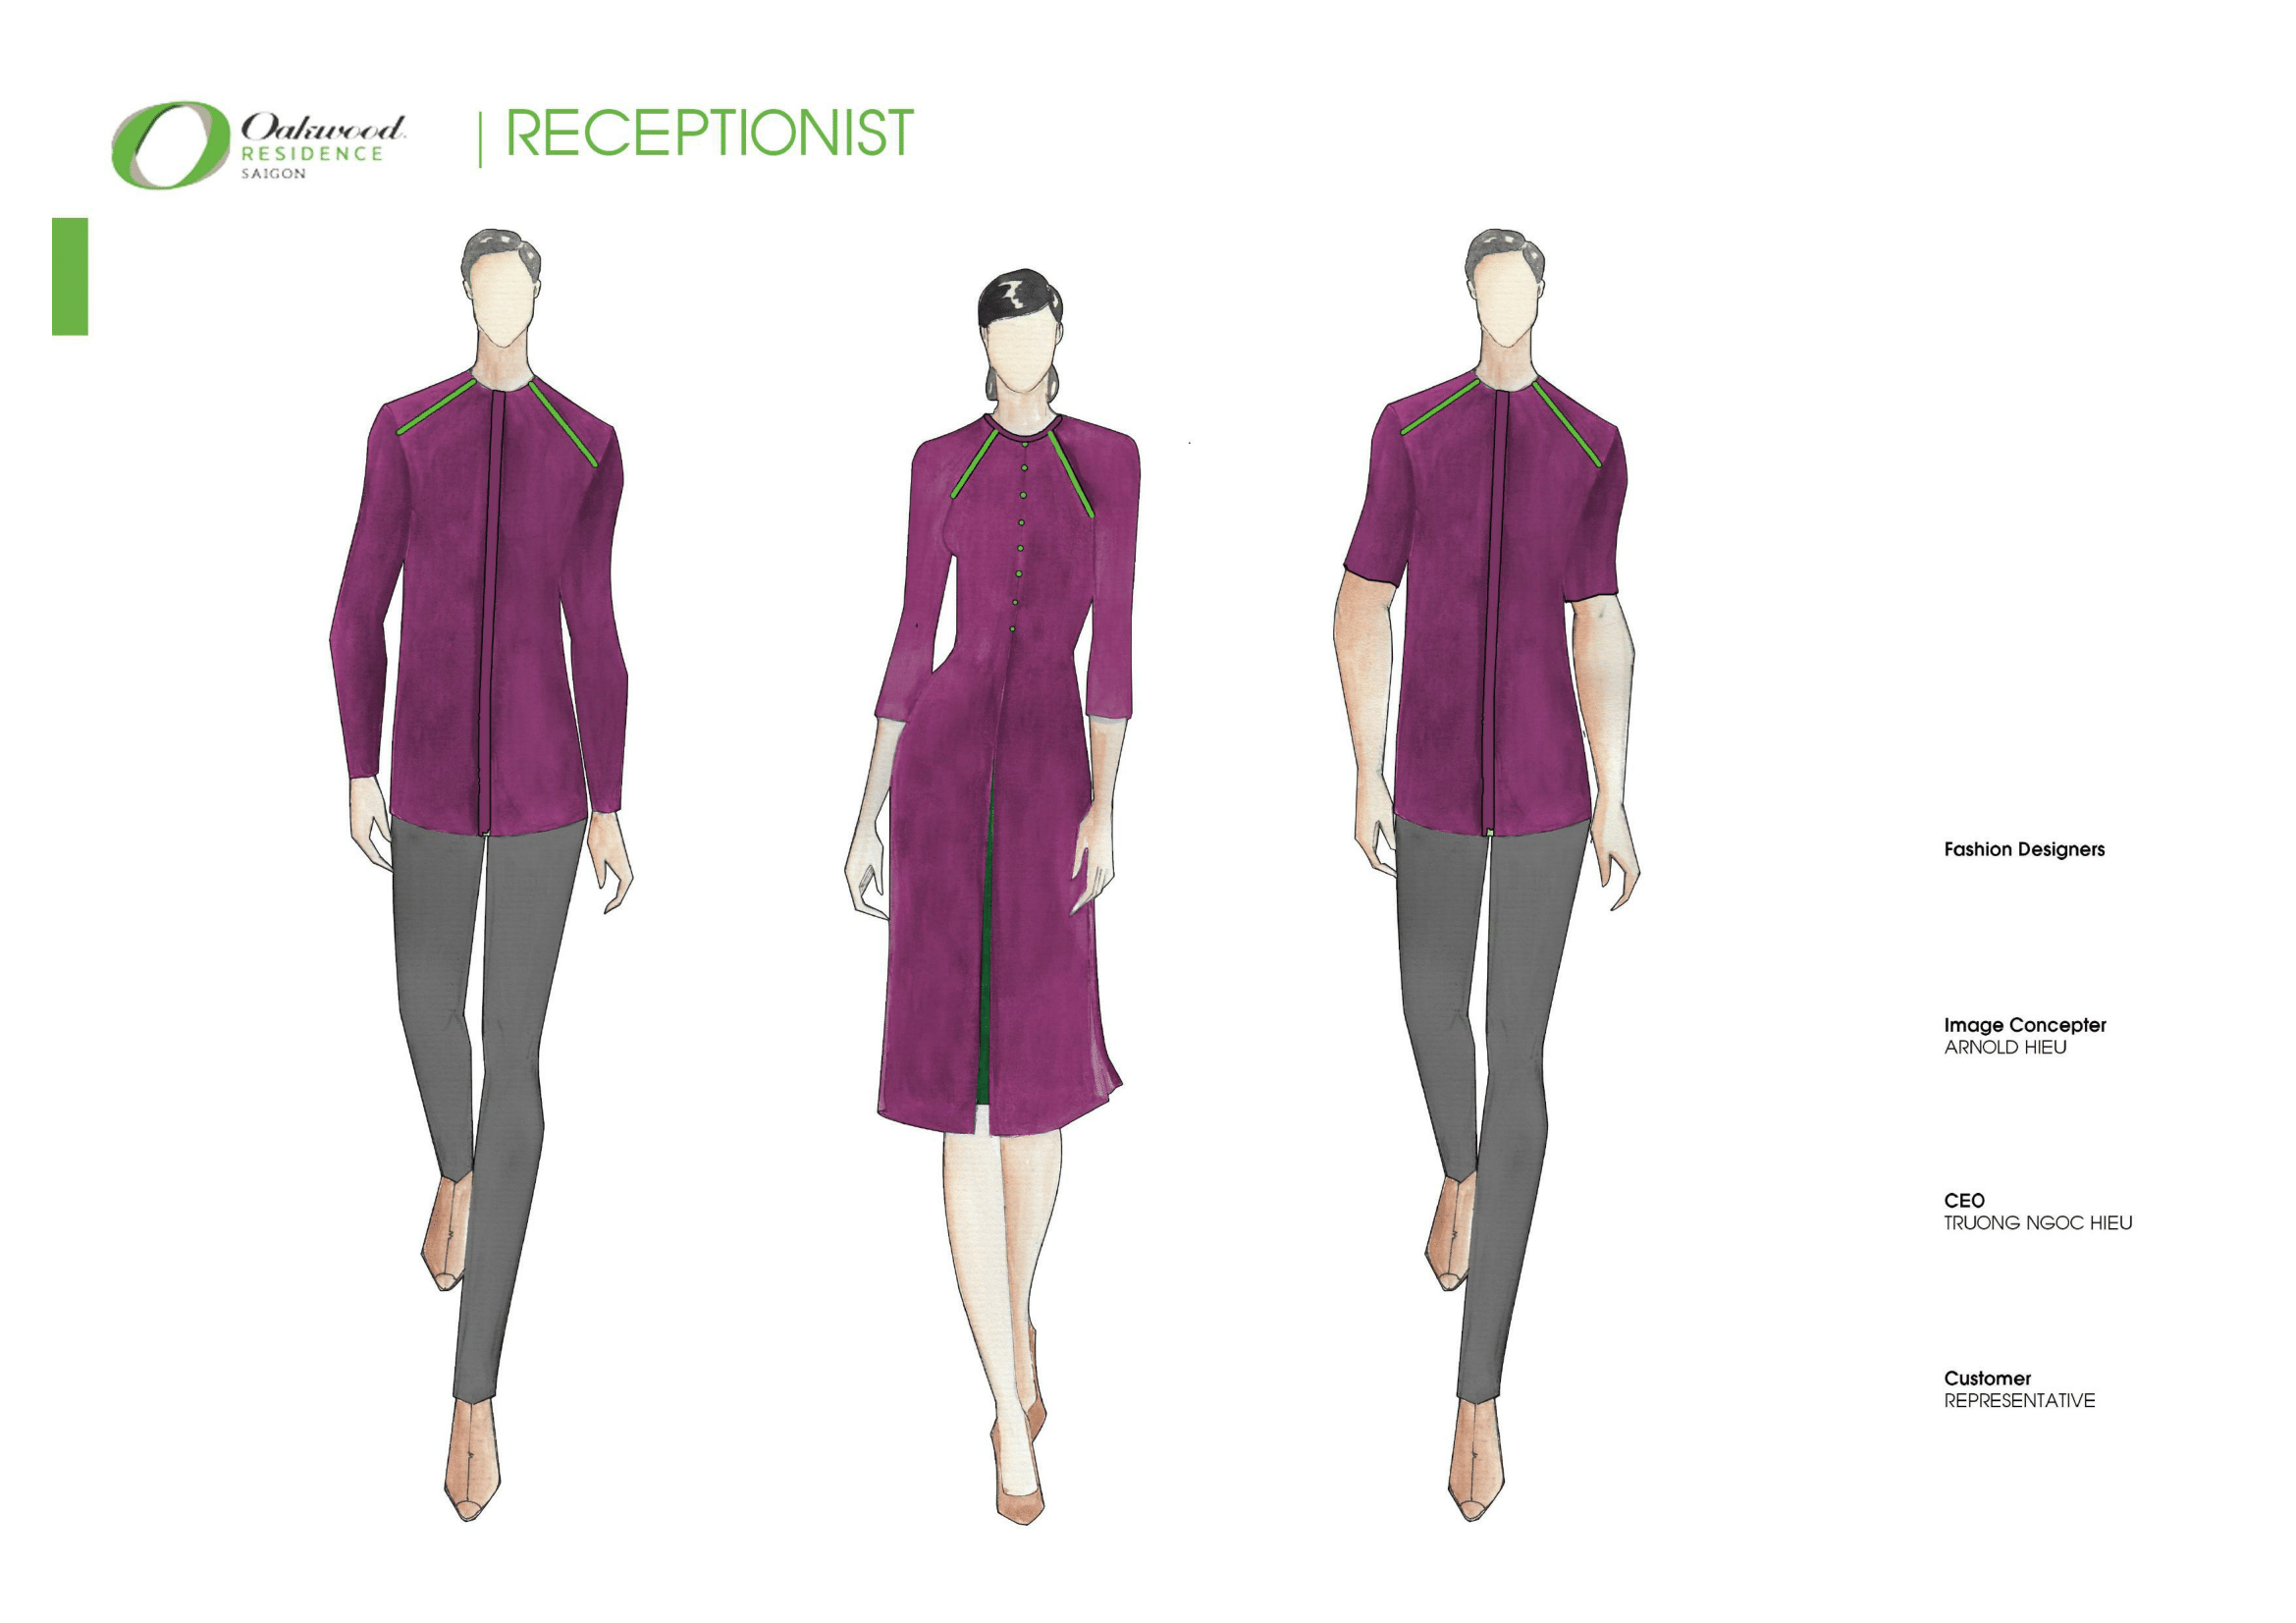 Oakwood
RESIDENCE
SAIGON
RECEPTIONIST
Fashion Designers
Image Concepter
ARNOLD HIEU
CEO
TRUONG NGOC HIEU
Customer
REPRESENTATIVE